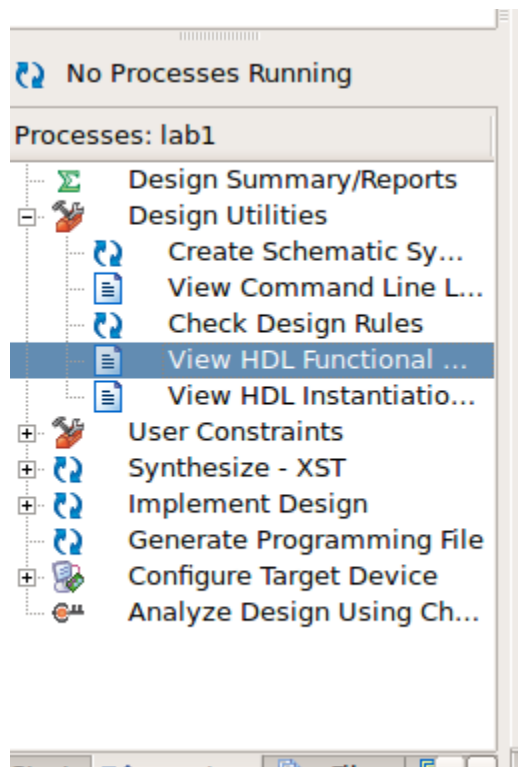 No Processes Running
Processes: lab1
Design Summary/Reports
Design Utilities
Create Schematic Sy...
View Command Line L...
Check Design Rules
View HDL Functional ...
View HDL Instantiatio...
User Constraints
Synthesize - XST
Implement Design
Generate Programming File
Configure Target Device
Analyze Design Using Ch...